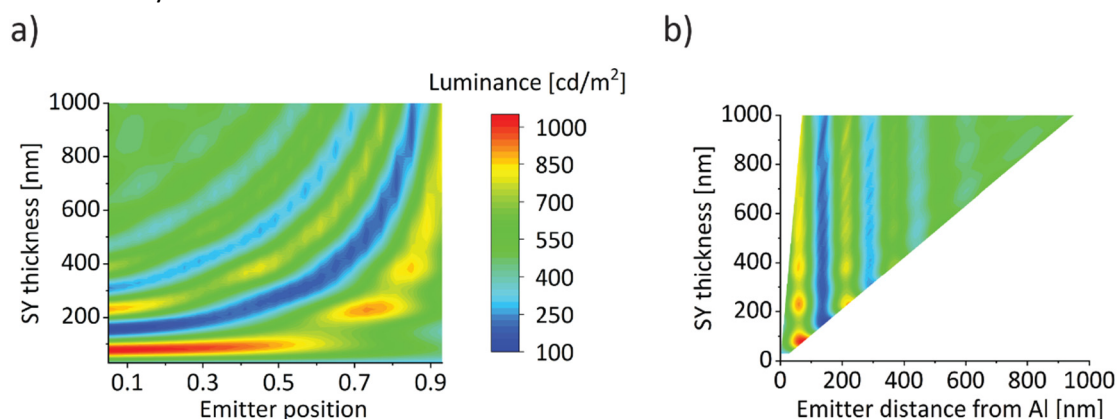 a)
b)
Luminance [cd/m²]
1000
800
600
400
200
SY thickness [nm]
0.1 0.3 0.5 0.7 0.9
Emitter position
1000
850
700
550
400
250
100
1000
800
600
400
200
0
SY thickness [nm]
0 200 400 600 800 1000
Emitter distance from Al [nm]